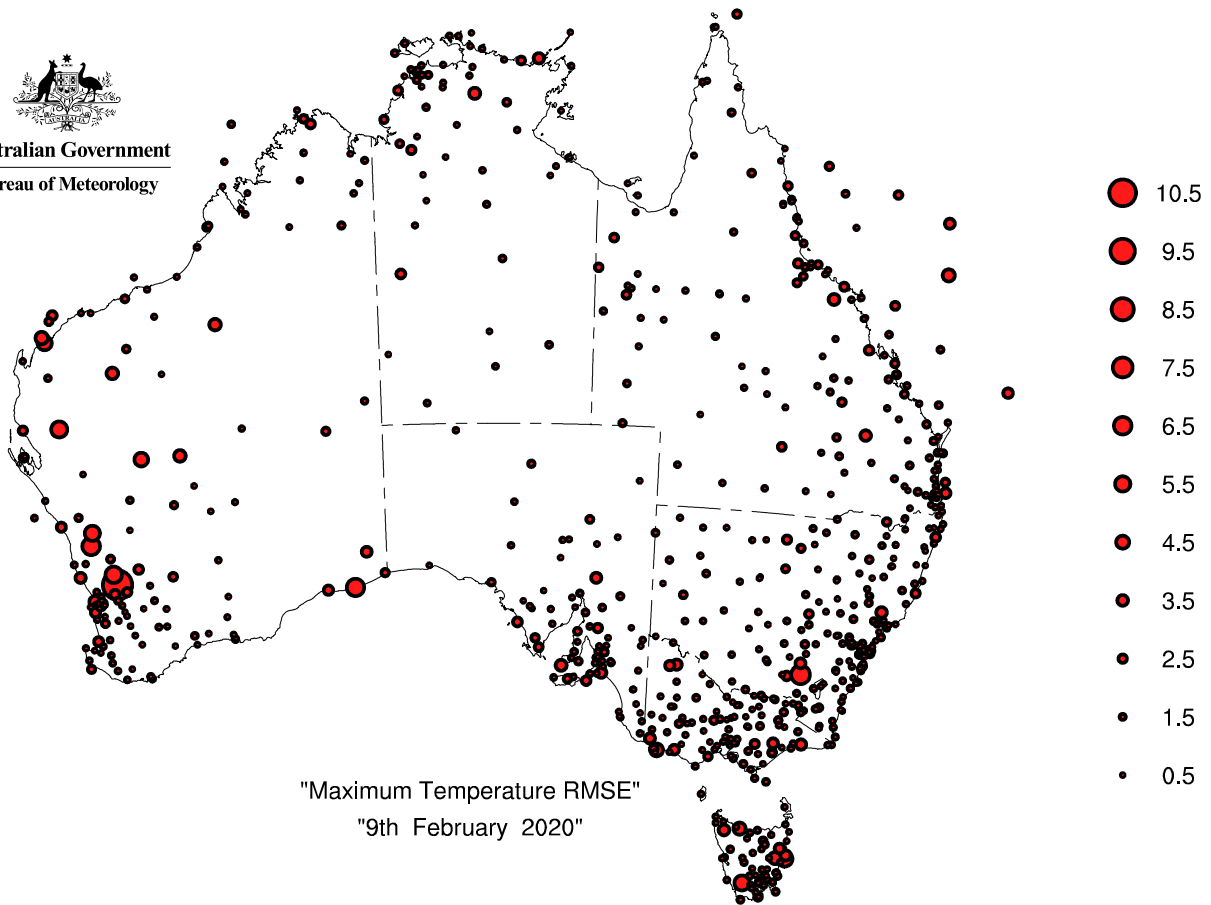 AUSTRALIA
tralian Government
reau of Meteorology
10.5
9.5
8.5
7.5
6.5
5.5
4.5
3.5
2.5
1.5
0.5
"Maximum Temperature RMSE"
"9th February 2020"